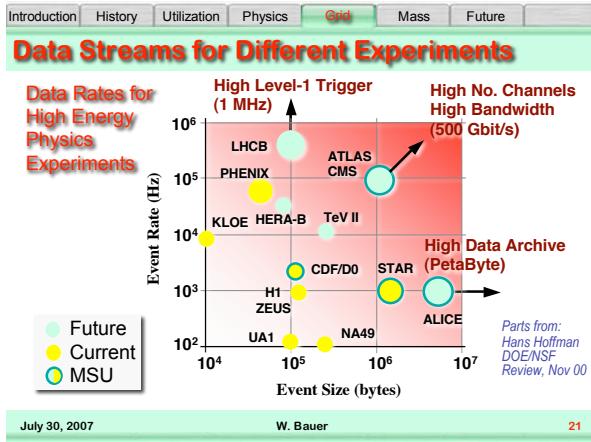 Introduction History Utilization Physics Grid Mass Future
Data Streams for Different Experiments
Data Rates for
High Energy
Physics
Experiments
High Level-1 Trigger
(1 MHz)
High No. Channels
High Bandwidth
(500 Gbit/s)
10⁶
LHCB
ATLAS
CMS
PHENIX
10⁵
KLOE
HERA-B
TeV II
10⁴
High Data Archive
(PetaByte)
CDF/D0
STAR
10³
H1
ZEUS
ALICE
UA1
NA49
10²
Event Rate (Hz)
10⁴ 10⁵ 10⁶ 10⁷
Event Size (bytes)
Future
Current
MSU
Parts from:
Hans Hoffman
DOE/NSF
Review, Nov 00
July 30, 2007 W. Bauer 21